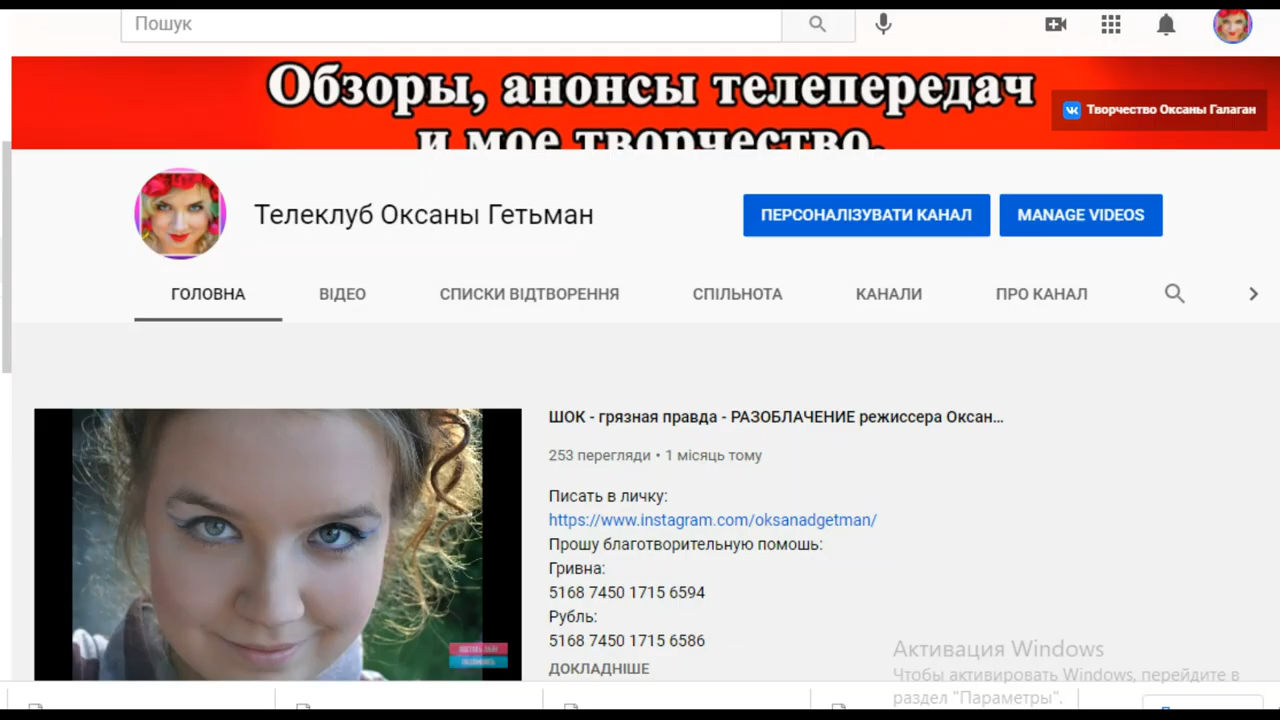 Пошук
Обзоры, анонсы телепередач
и мое творчество.
Творчество Оксаны Галаган
Телеклуб Оксаны Гетьман
ПЕРСОНАЛІЗУВАТИ КАНАЛ
MANAGE VIDEOS
ГОЛОВНА
ВІДЕО
СПИСКИ ВІДТВОРЕННЯ
СПІЛЬНОТА
КАНАЛИ
ПРО КАНАЛ
ШОК - грязная правда - РАЗОБЛАЧЕНИЕ режиссера Оксан...
253 перегляди • 1 місяць тому
Писать в личку:
https://www.instagram.com/oksanadgetman/
Прошу благотворительную помошь:
Гривна:
5168 7450 1715 6594
Рубль:
5168 7450 1715 6586
ДОКЛАДНІШЕ
Активация Windows
Чтобы активировать Windows, перейдите в
раздел "Параметры".